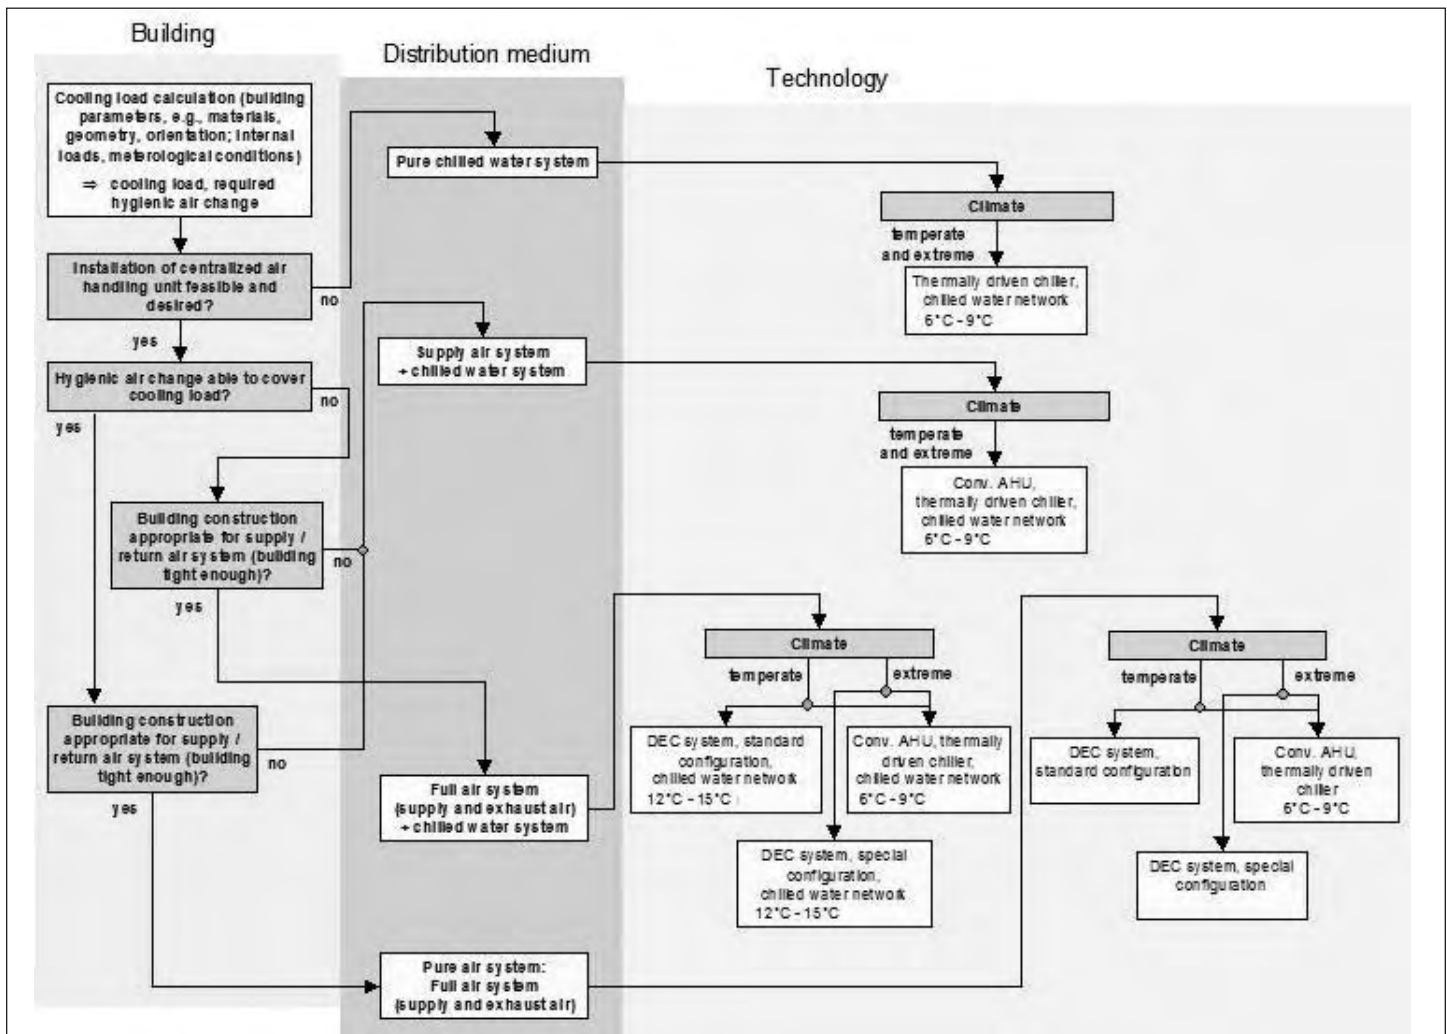 Building
Distribution medium
Technology
Cooling load calculation (building
parameters, e.g., materials,
geometry, orientation; internal
loads, meterological conditions)
⇒ cooling load, required
hygienic air change
Installation of centralized air
handling unit feasible and
desired?
no
yes
Hygienic air change able to cover
cooling load?
no
yes
Building construction
appropriate for supply /
return air system (building
tight enough)?
no
yes
Building construction
appropriate for supply /
return air system (building
tight enough)?
no
yes
Pure chilled water system
Supply air system
+ chilled water system
Full air system
(supply and exhaust air)
+ chilled water system
Pure air system:
Full air system
(supply and exhaust air)
Climate
temperate
and extreme
Thermally driven chiller,
chilled water network
6°C - 9°C
Climate
temperate
and extreme
Conv. AHU,
thermally driven chiller,
chilled water network
6°C - 9°C
Climate
temperate
extreme
DEC system, standard
configuration,
chilled water network
12°C - 15°C
Conv. AHU, thermally
driven chiller,
chilled water network
6°C - 9°C
DEC system, special
configuration,
chilled water network
12°C - 15°C
Climate
temperate
extreme
DEC system,
standard configuration
Conv. AHU,
thermally driven
chiller
6°C - 9°C
DEC system, special
configuration